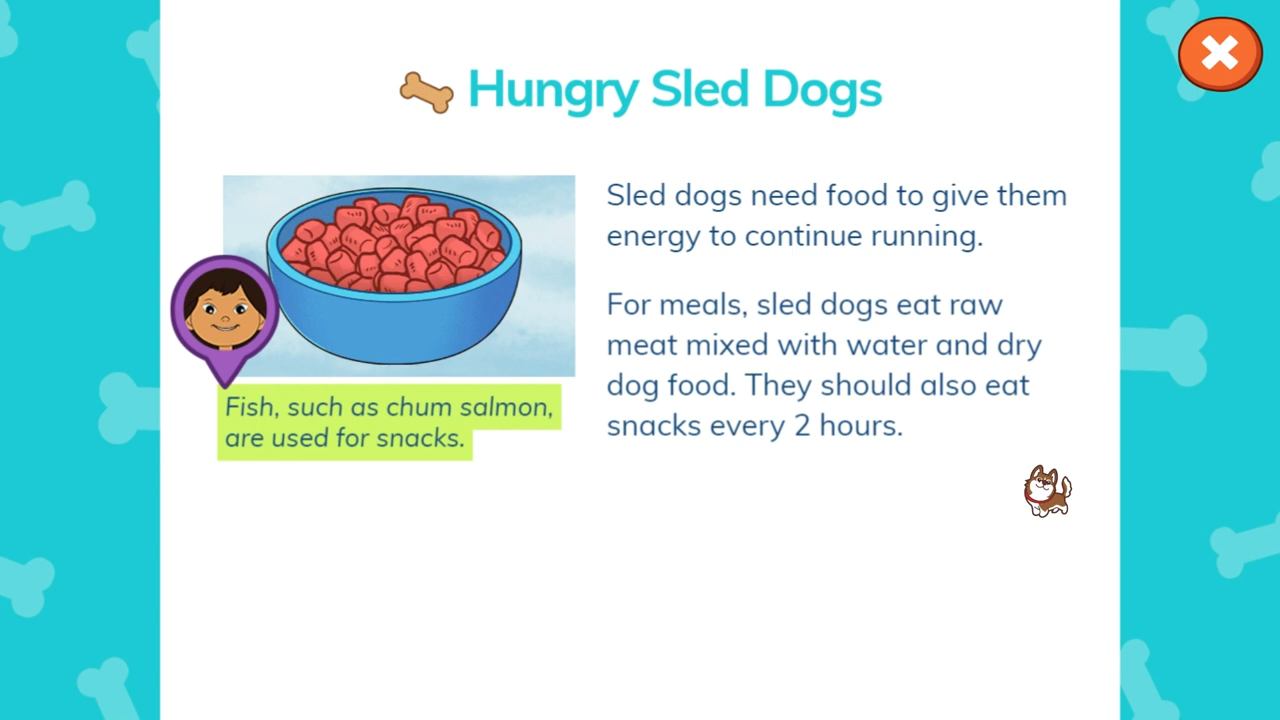 Hungry Sled Dogs
Sled dogs need food to give them
energy to continue running.
For meals, sled dogs eat raw
meat mixed with water and dry
dog food. They should also eat
snacks every 2 hours.
Fish, such as chum salmon,
are used for snacks.